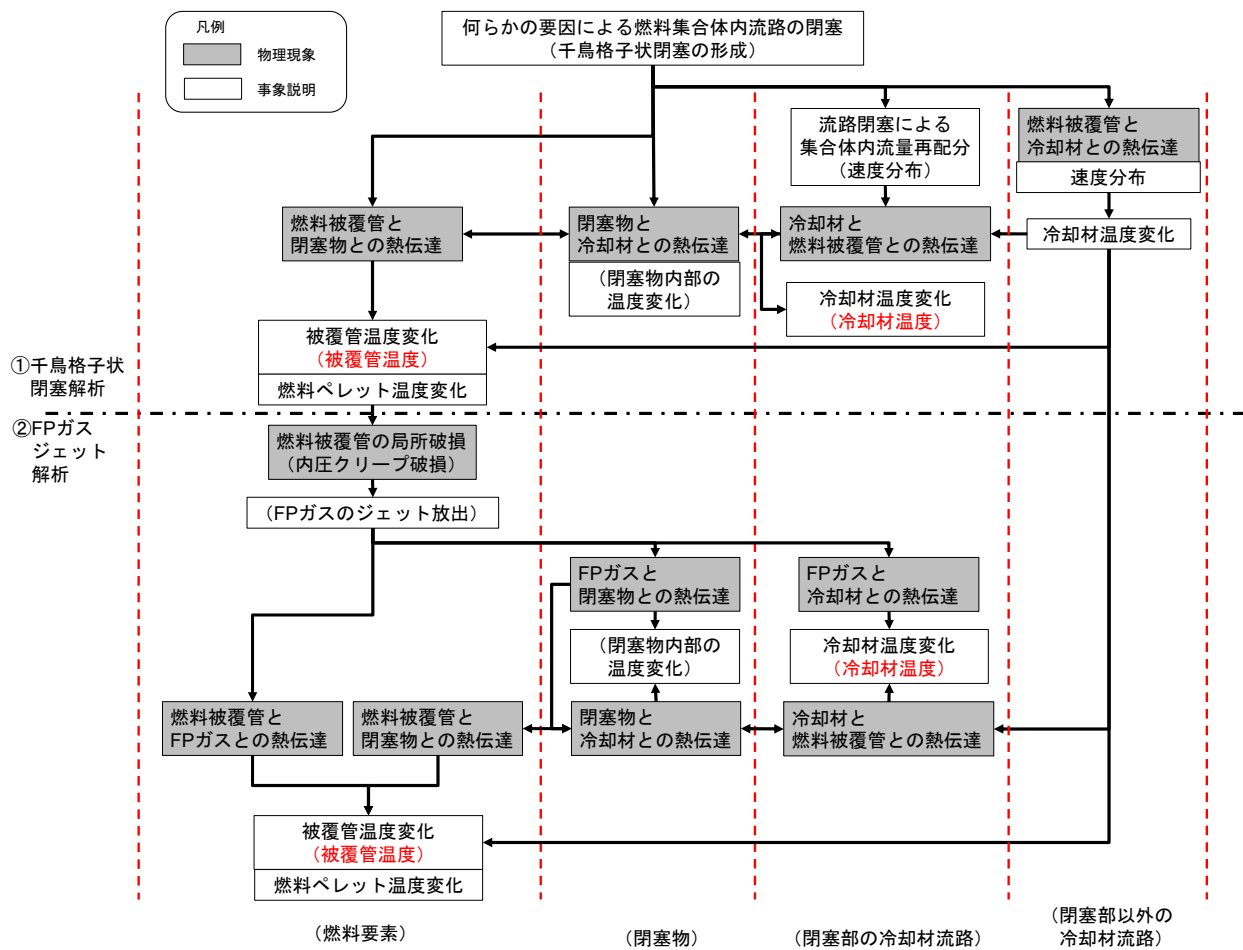 凡例
物理現象
事象説明
何らかの要因による燃料集合体内流路の閉塞
（千鳥格子状閉塞の形成）
流路閉塞による
集合体内流量再配分
（速度分布）
燃料被覆管と
冷却材との熱伝達
速度分布
燃料被覆管と
閉塞物との熱伝達
閉塞物と
冷却材との熱伝達
（閉塞物内部の
温度変化）
冷却材と
燃料被覆管との熱伝達
冷却材温度変化
冷却材温度変化
（冷却材温度）
被覆管温度変化
（被覆管温度）
燃料ペレット温度変化
①千鳥格子状
閉塞解析
②FPガス
ジェット
解析
燃料被覆管の局所破損
（内圧クリープ破損）
（FPガスのジェット放出）
FPガスと
閉塞物との熱伝達
FPガスと
冷却材との熱伝達
（閉塞物内部の
温度変化）
冷却材温度変化
（冷却材温度）
燃料被覆管と
FPガスとの熱伝達
燃料被覆管と
閉塞物との熱伝達
閉塞物と
冷却材との熱伝達
冷却材と
燃料被覆管との熱伝達
被覆管温度変化
（被覆管温度）
燃料ペレット温度変化
（燃料要素）
（閉塞物）
（閉塞部の冷却材流路）
（閉塞部以外の
冷却材流路）